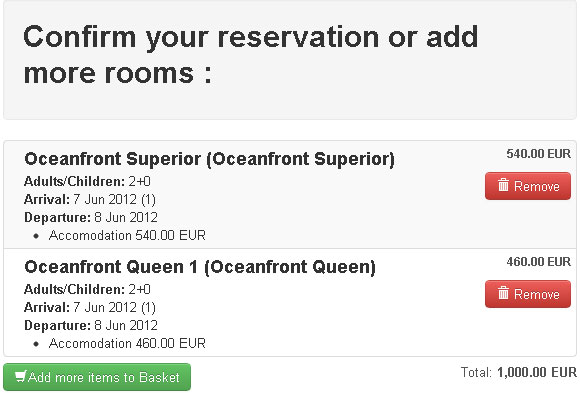 Confirm your reservation or add
more rooms :
Oceanfront Superior (Oceanfront Superior)
540.00 EUR
Adults/Children: 2+0
Remove
Arrival: 7 Jun 2012 (1)
Departure: 8 Jun 2012
Accomodation 540.00 EUR
Oceanfront Queen 1 (Oceanfront Queen)
460.00 EUR
Adults/Children: 2+0
Remove
Arrival: 7 Jun 2012 (1)
Departure: 8 Jun 2012
Accomodation 460.00 EUR
Add more items to Basket
Total: 1,000.00 EUR